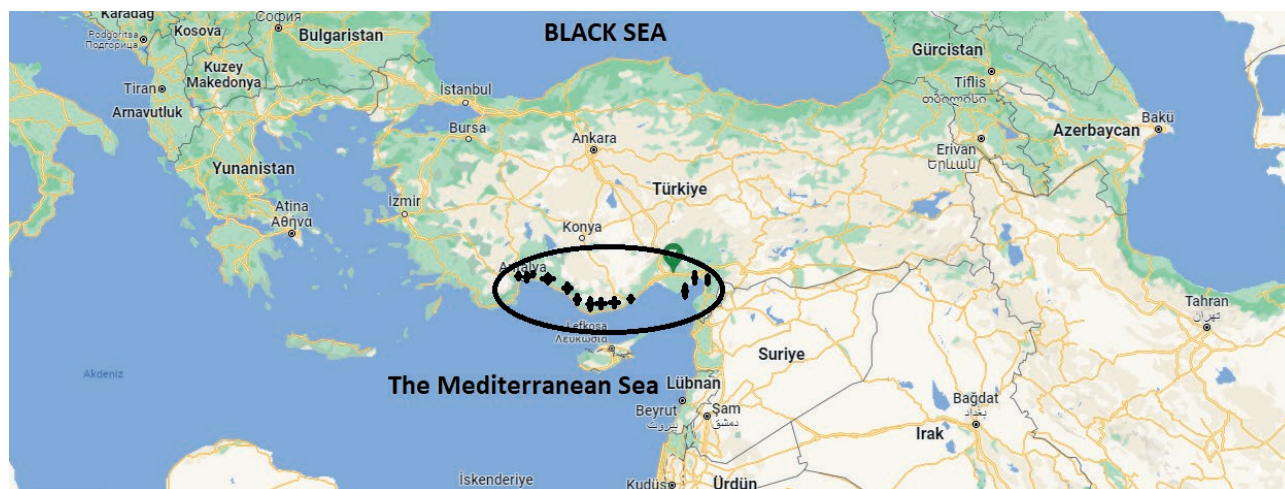 Karadağ
Podgoritsa
Подгорица
Kosova
София
Bulgaristan
BLACK SEA
Gürcistan
Tiflis
თბილისი
Kuzey
Makedonya
Tiran
Arnavutluk
İstanbul
Bursa
Ankara
Azerbaycan
Bakü
Erivan
Երևան
Yunanistan
Türkiye
Atina
Αθήνα
İzmir
Konya
Antalya
Lefkoşa
Λευκωσία
Tahran
تهران
Suriye
Akdeniz
The Mediterranean Sea
Lübnan
Beyrut
بيروت
Şam
دمشق
Bağdat
بغداد
Irak
İskenderiye
Kudüs
Ürdün